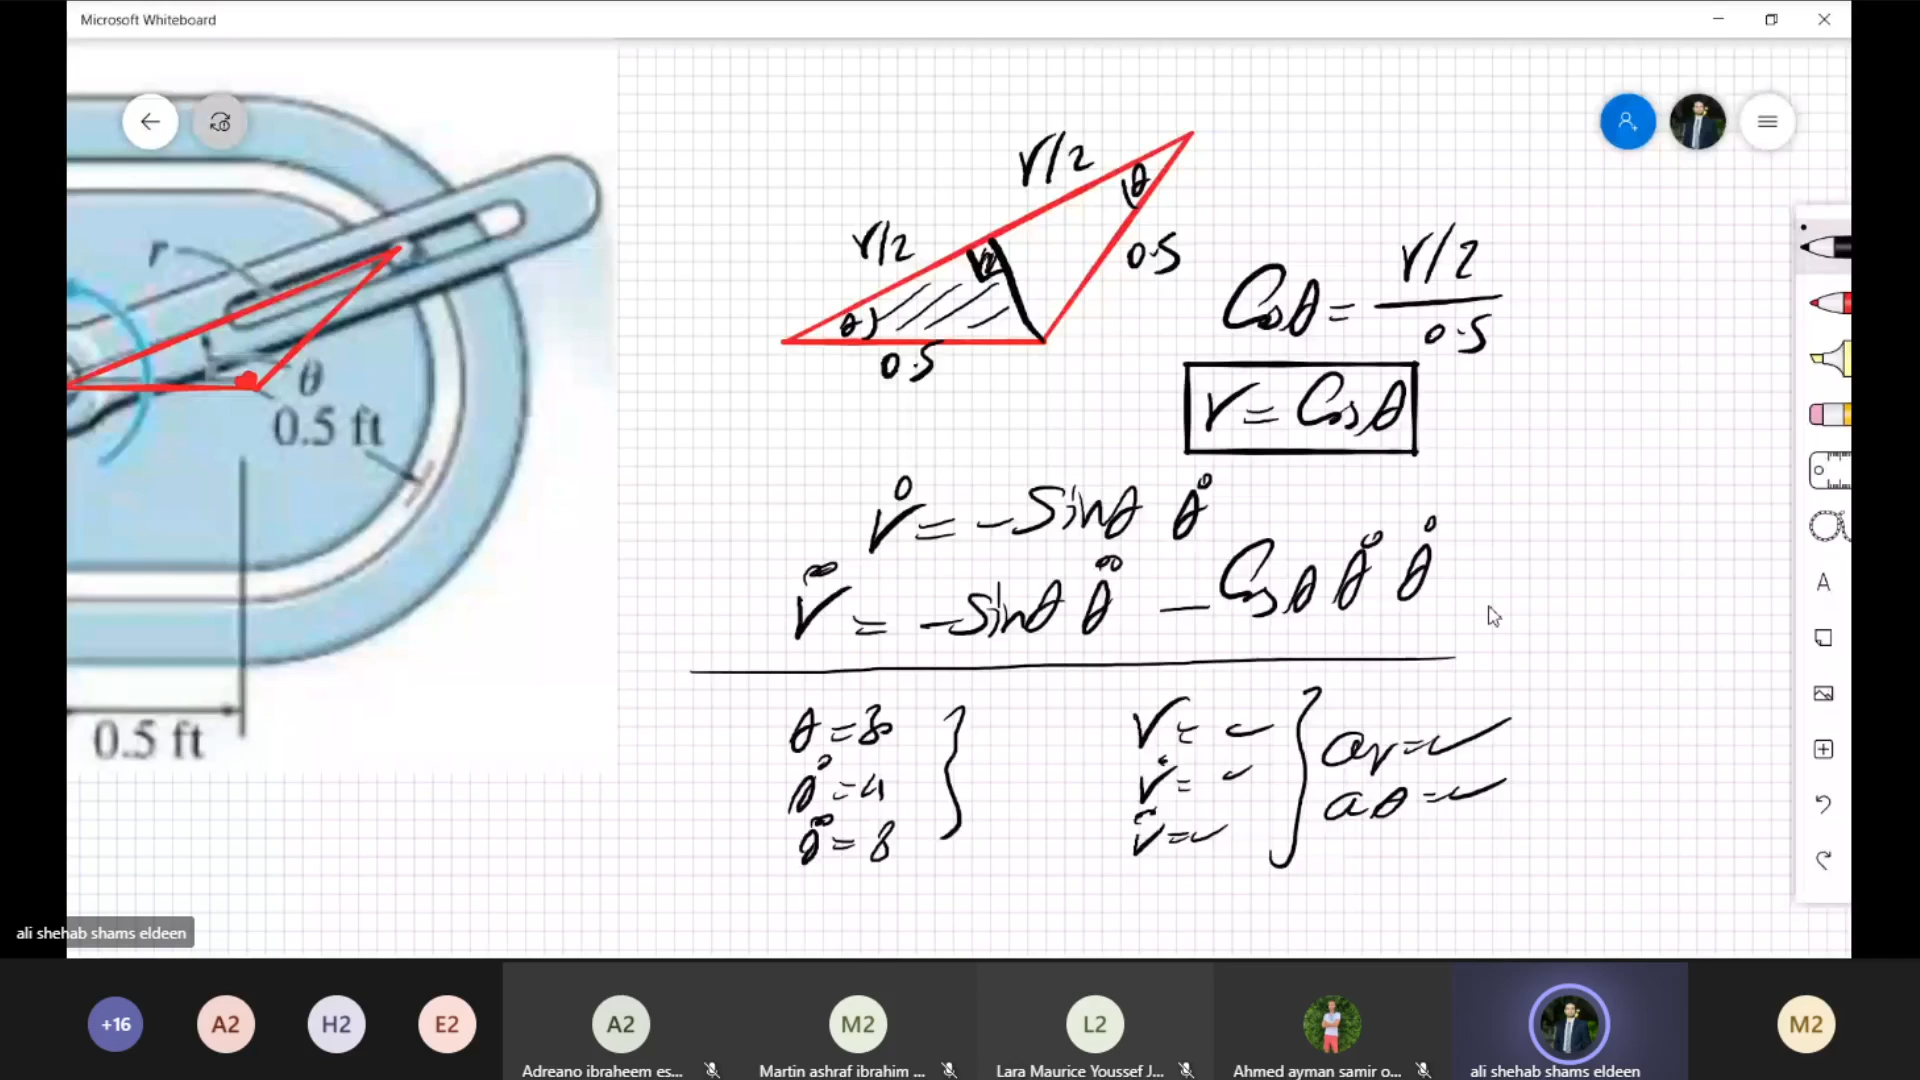 Microsoft Whiteboard
r
θ
0.5 ft
0.5 ft
r/2
r/2
θ
θ
0.5
0.5
Cosθ = r/2 / 0.5
r = Cosθ
ṙ = -Sinθ θ̇
r̈ = -Sinθ θ̈ - Cosθ θ̇ θ̇
θ = 30
θ̇ = 4
θ̈ = 8
r = ✓
ṙ = ✓
r̈ = ✓
ar = ✓
aθ = ✓
A
ali shehab shams eldeen
+16
A2
H2
E2
A2
Adreano ibraheem es...
M2
Martin ashraf ibrahim ...
L2
Lara Maurice Youssef J...
Ahmed ayman samir o...
ali shehab shams eldeen
M2